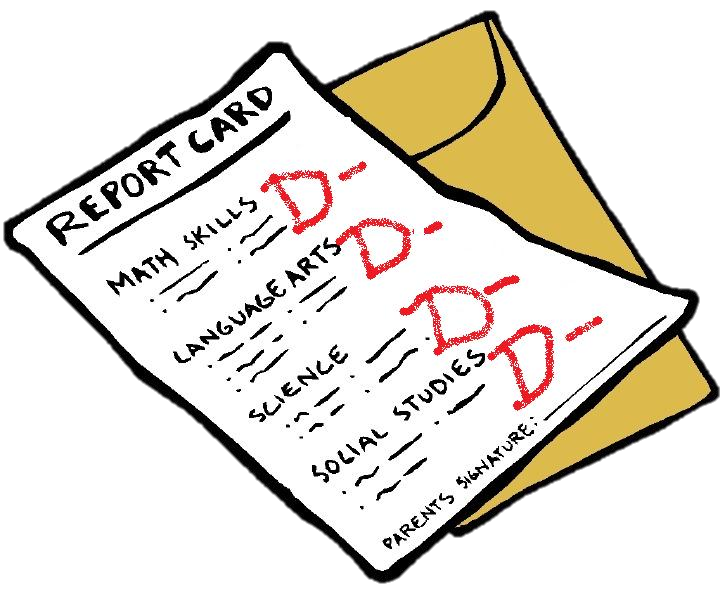 REPORT CARD
MATH SKILLS D-
LANGUAGE ARTS D-
SCIENCE D-
SOCIAL STUDIES D-
PARENTS SIGNATURE: